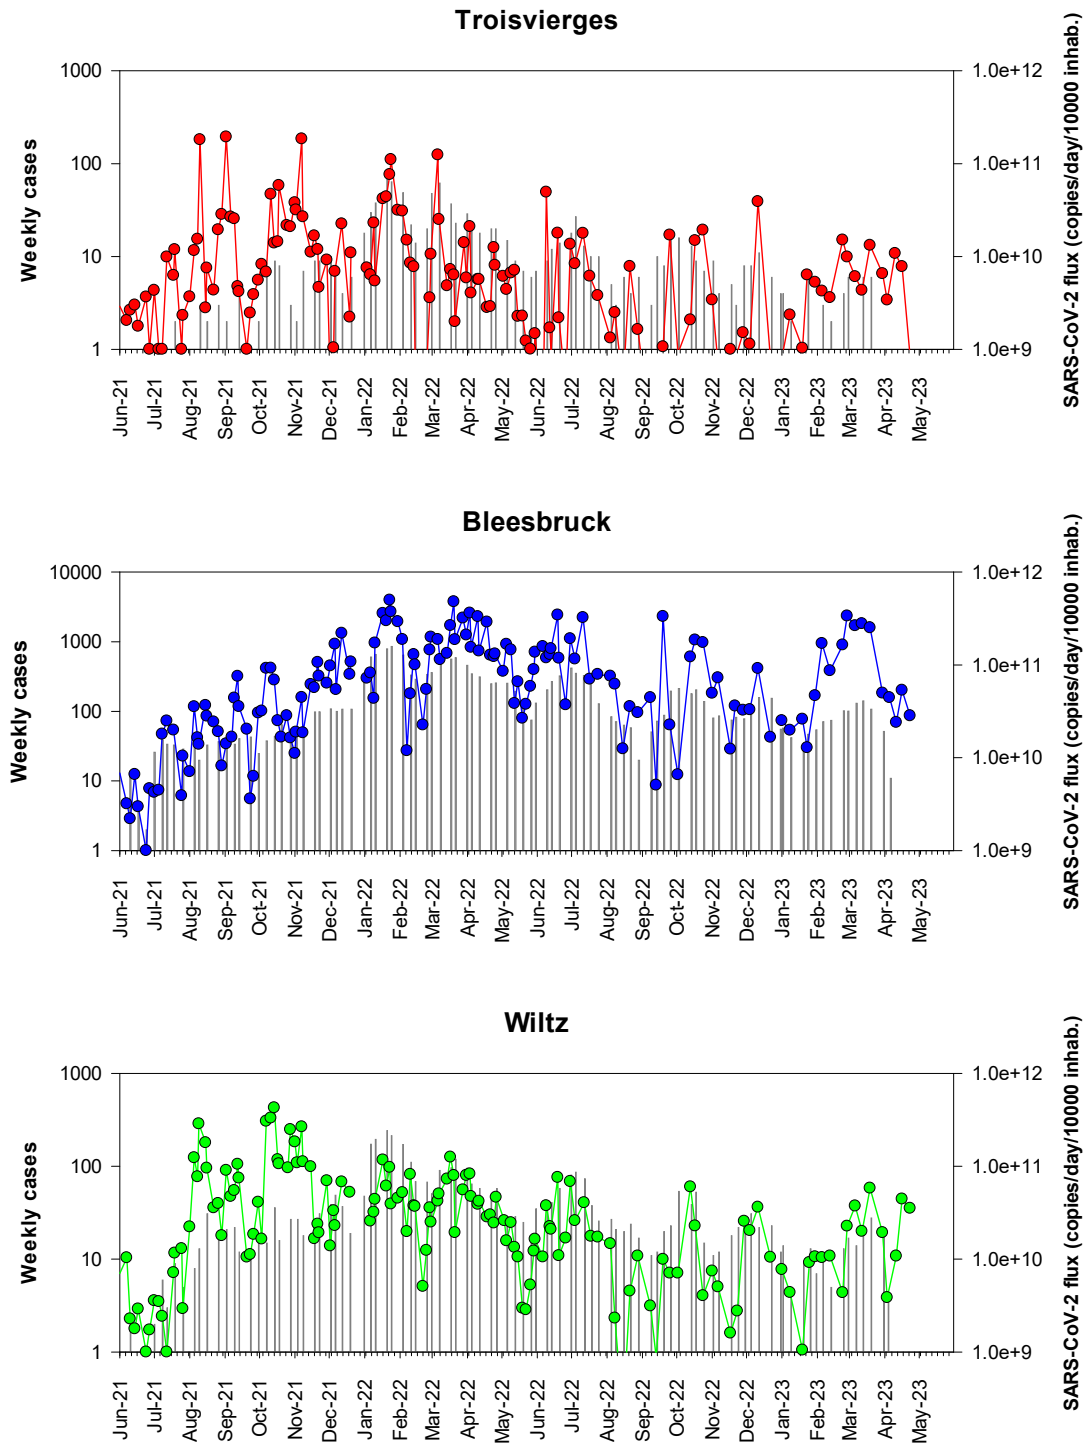 Troisvierges
Weekly cases
SARS-CoV-2 flux (copies/day/10000 inhab.)
1000
100
10
1
1.0e+12
1.0e+11
1.0e+10
1.0e+9
Jun-21
Jul-21
Aug-21
Sep-21
Oct-21
Nov-21
Dec-21
Jan-22
Feb-22
Mar-22
Apr-22
May-22
Jun-22
Jul-22
Aug-22
Sep-22
Oct-22
Nov-22
Dec-22
Jan-23
Feb-23
Mar-23
Apr-23
May-23
Bleesbruck
Weekly cases
SARS-CoV-2 flux (copies/day/10000 inhab.)
10000
1000
100
10
1
1.0e+12
1.0e+11
1.0e+10
1.0e+9
Jun-21
Jul-21
Aug-21
Sep-21
Oct-21
Nov-21
Dec-21
Jan-22
Feb-22
Mar-22
Apr-22
May-22
Jun-22
Jul-22
Aug-22
Sep-22
Oct-22
Nov-22
Dec-22
Jan-23
Feb-23
Mar-23
Apr-23
May-23
Wiltz
Weekly cases
SARS-CoV-2 flux (copies/day/10000 inhab.)
1000
100
10
1
1.0e+12
1.0e+11
1.0e+10
1.0e+9
Jun-21
Jul-21
Aug-21
Sep-21
Oct-21
Nov-21
Dec-21
Jan-22
Feb-22
Mar-22
Apr-22
May-22
Jun-22
Jul-22
Aug-22
Sep-22
Oct-22
Nov-22
Dec-22
Jan-23
Feb-23
Mar-23
Apr-23
May-23